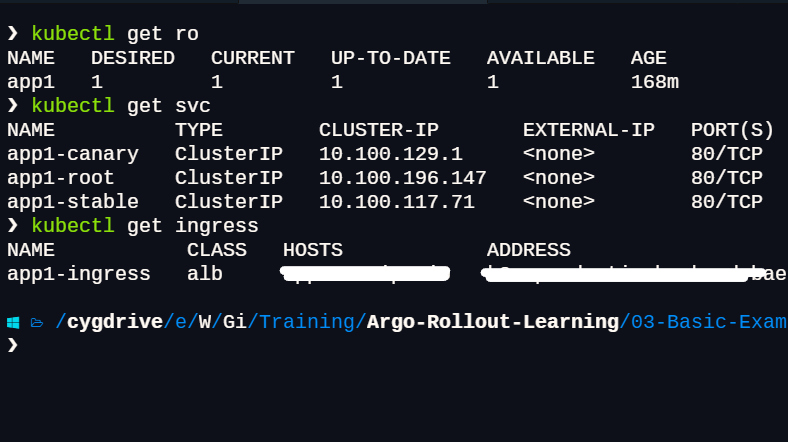 ❯ kubectl get ro
NAME   DESIRED   CURRENT   UP-TO-DATE   AVAILABLE   AGE
app1   1         1         1            1           168m
❯ kubectl get svc
NAME          TYPE        CLUSTER-IP       EXTERNAL-IP   PORT(S)
app1-canary   ClusterIP   10.100.129.1     <none>        80/TCP
app1-root     ClusterIP   10.100.196.147   <none>        80/TCP
app1-stable   ClusterIP   10.100.117.71    <none>        80/TCP
❯ kubectl get ingress
NAME           CLASS   HOSTS            ADDRESS
app1-ingress   alb
/cygdrive/e/W/Gi/Training/Argo-Rollout-Learning/03-Basic-Exam
❯